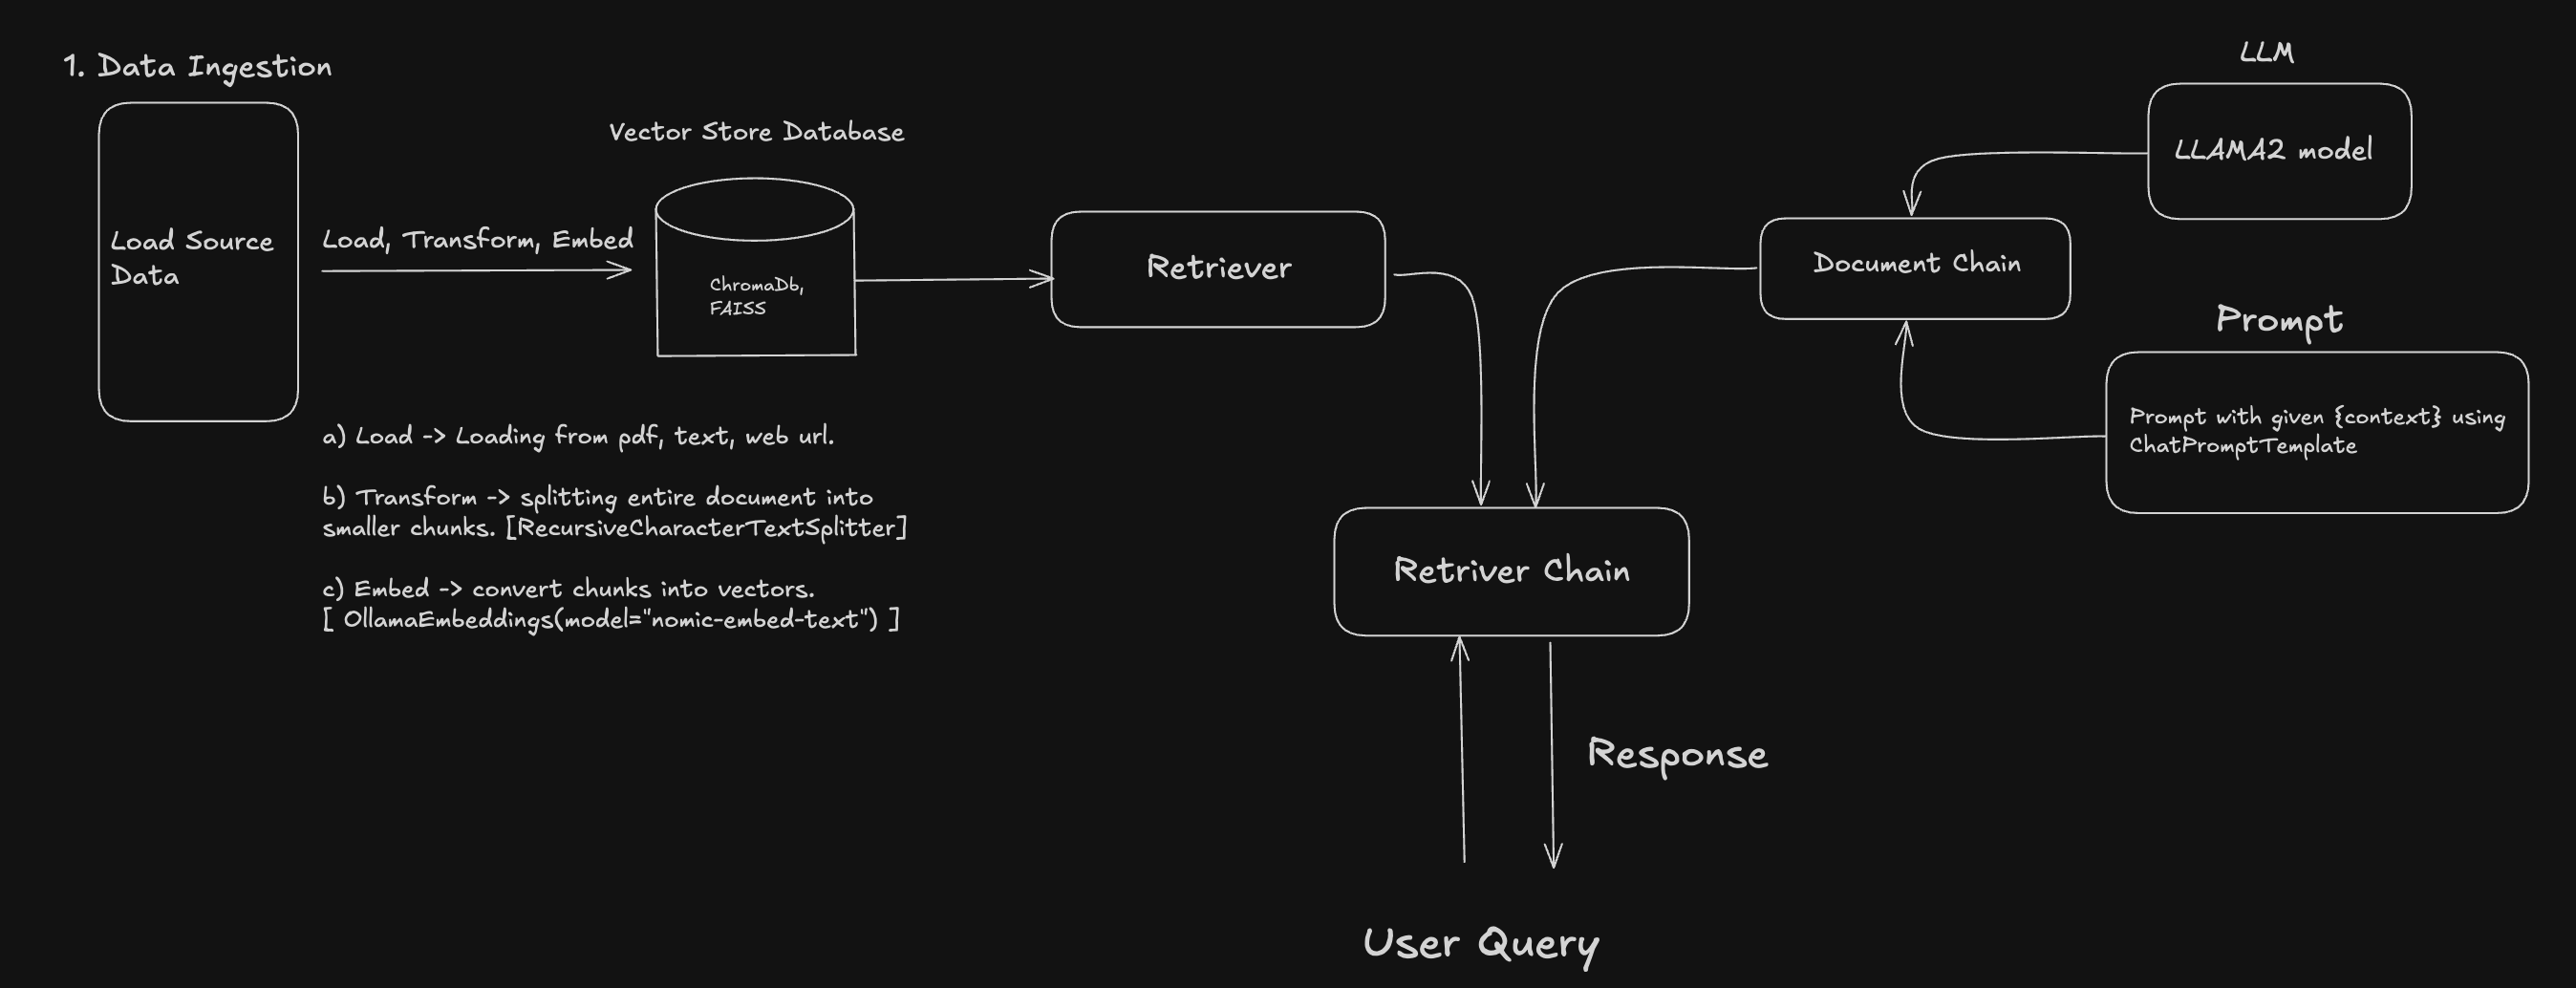 1. Data Ingestion
Load Source
Data
Load, Transform, Embed
Vector Store Database
ChromaDb,
FAISS
a) Load -> Loading from pdf, text, web url.
b) Transform -> splitting entire document into
smaller chunks. [RecursiveCharacterTextSplitter]
c) Embed -> convert chunks into vectors.
[ OllamaEmbeddings(model="nomic-embed-text") ]
Retriever
LLM
LLAMA2 model
Document Chain
Prompt
Prompt with given {context} using
ChatPromptTemplate
Retriver Chain
Response
User Query